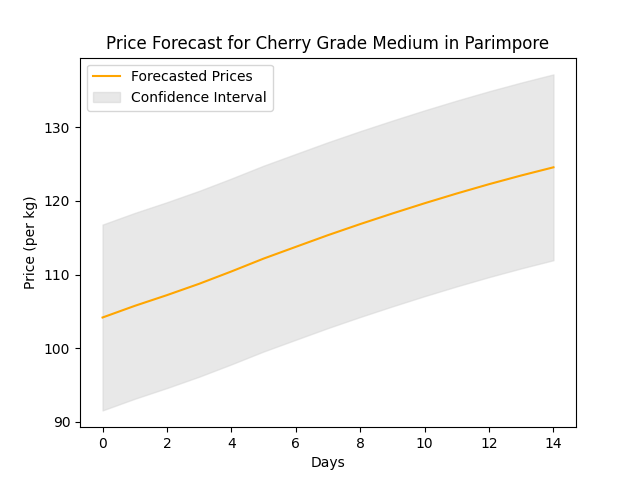 Price Forecast for Cherry Grade Medium in Parimpore
Forecasted Prices
Confidence Interval
Price (per kg)
130
120
110
100
90
0 2 4 6 8 10 12 14
Days